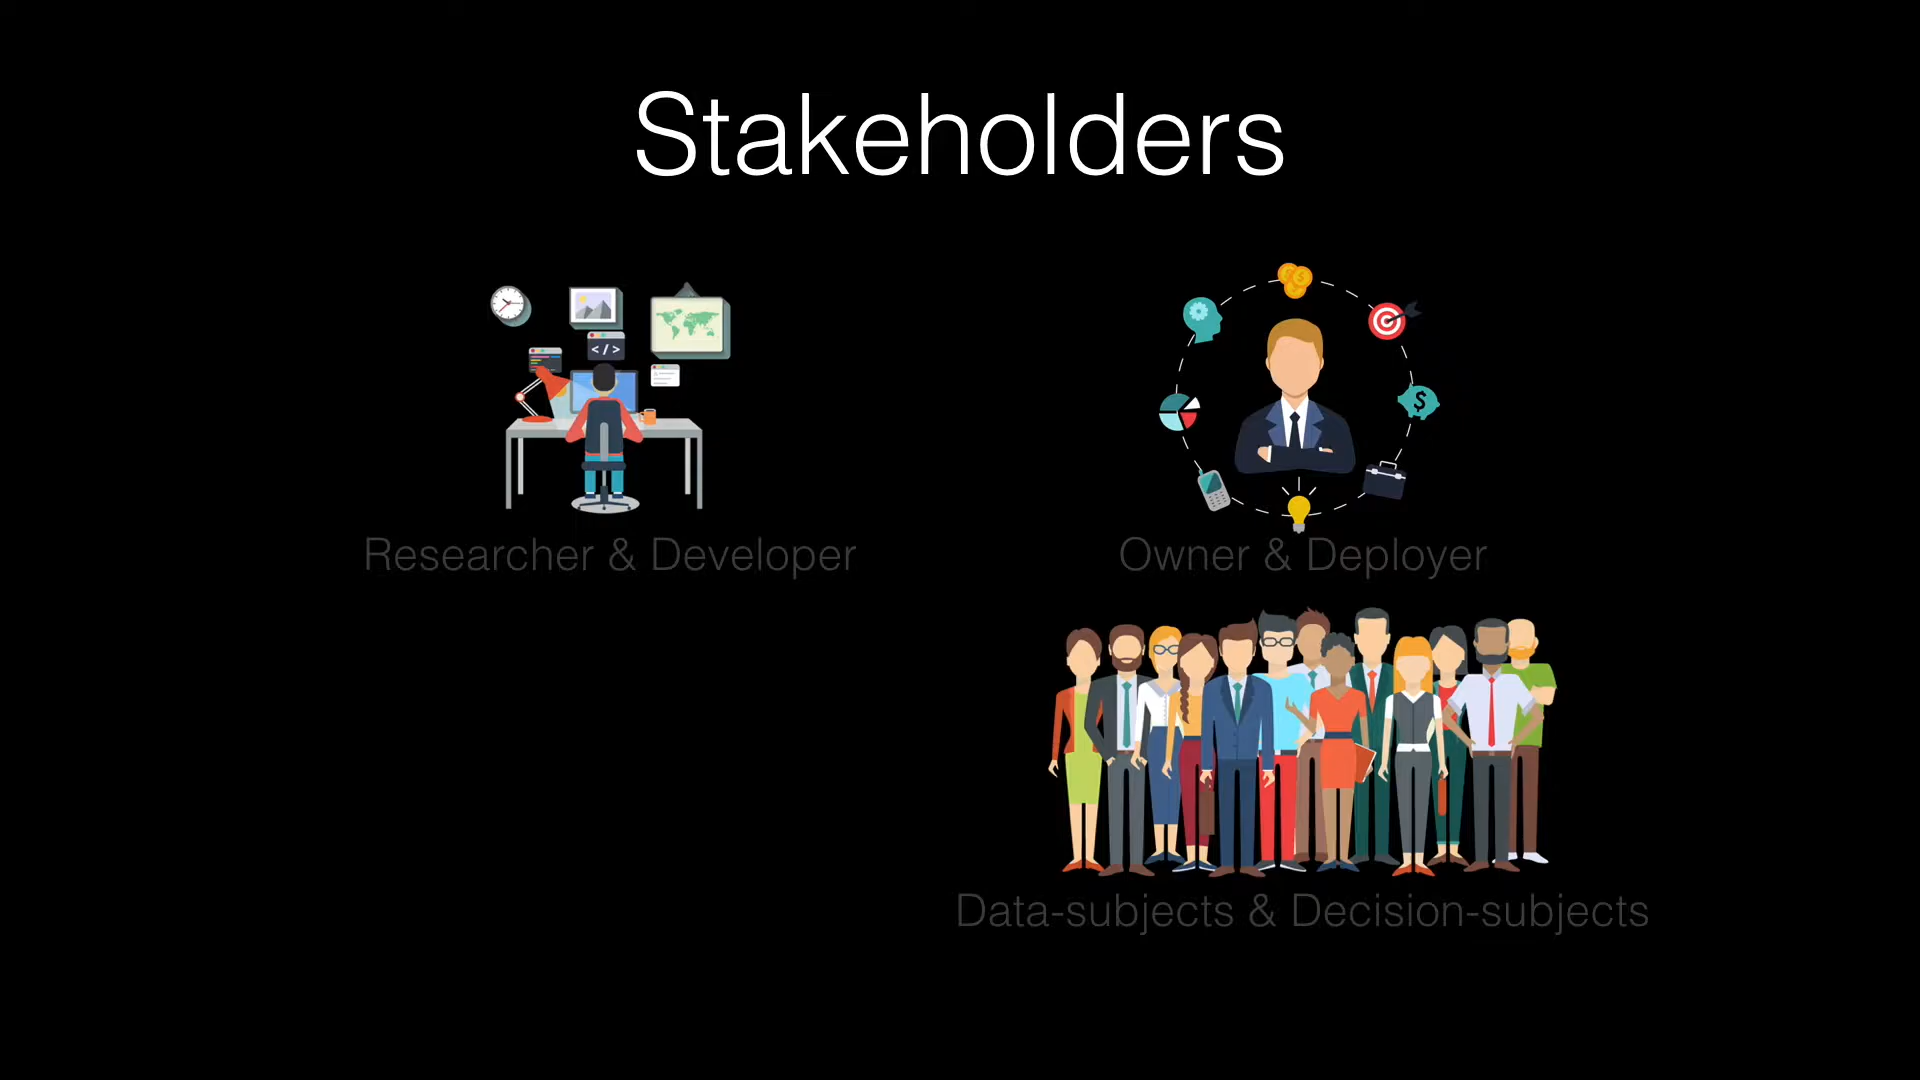 Stakeholders
</>
$
Researcher & Developer
Owner & Deployer
Data-subjects & Decision-subjects